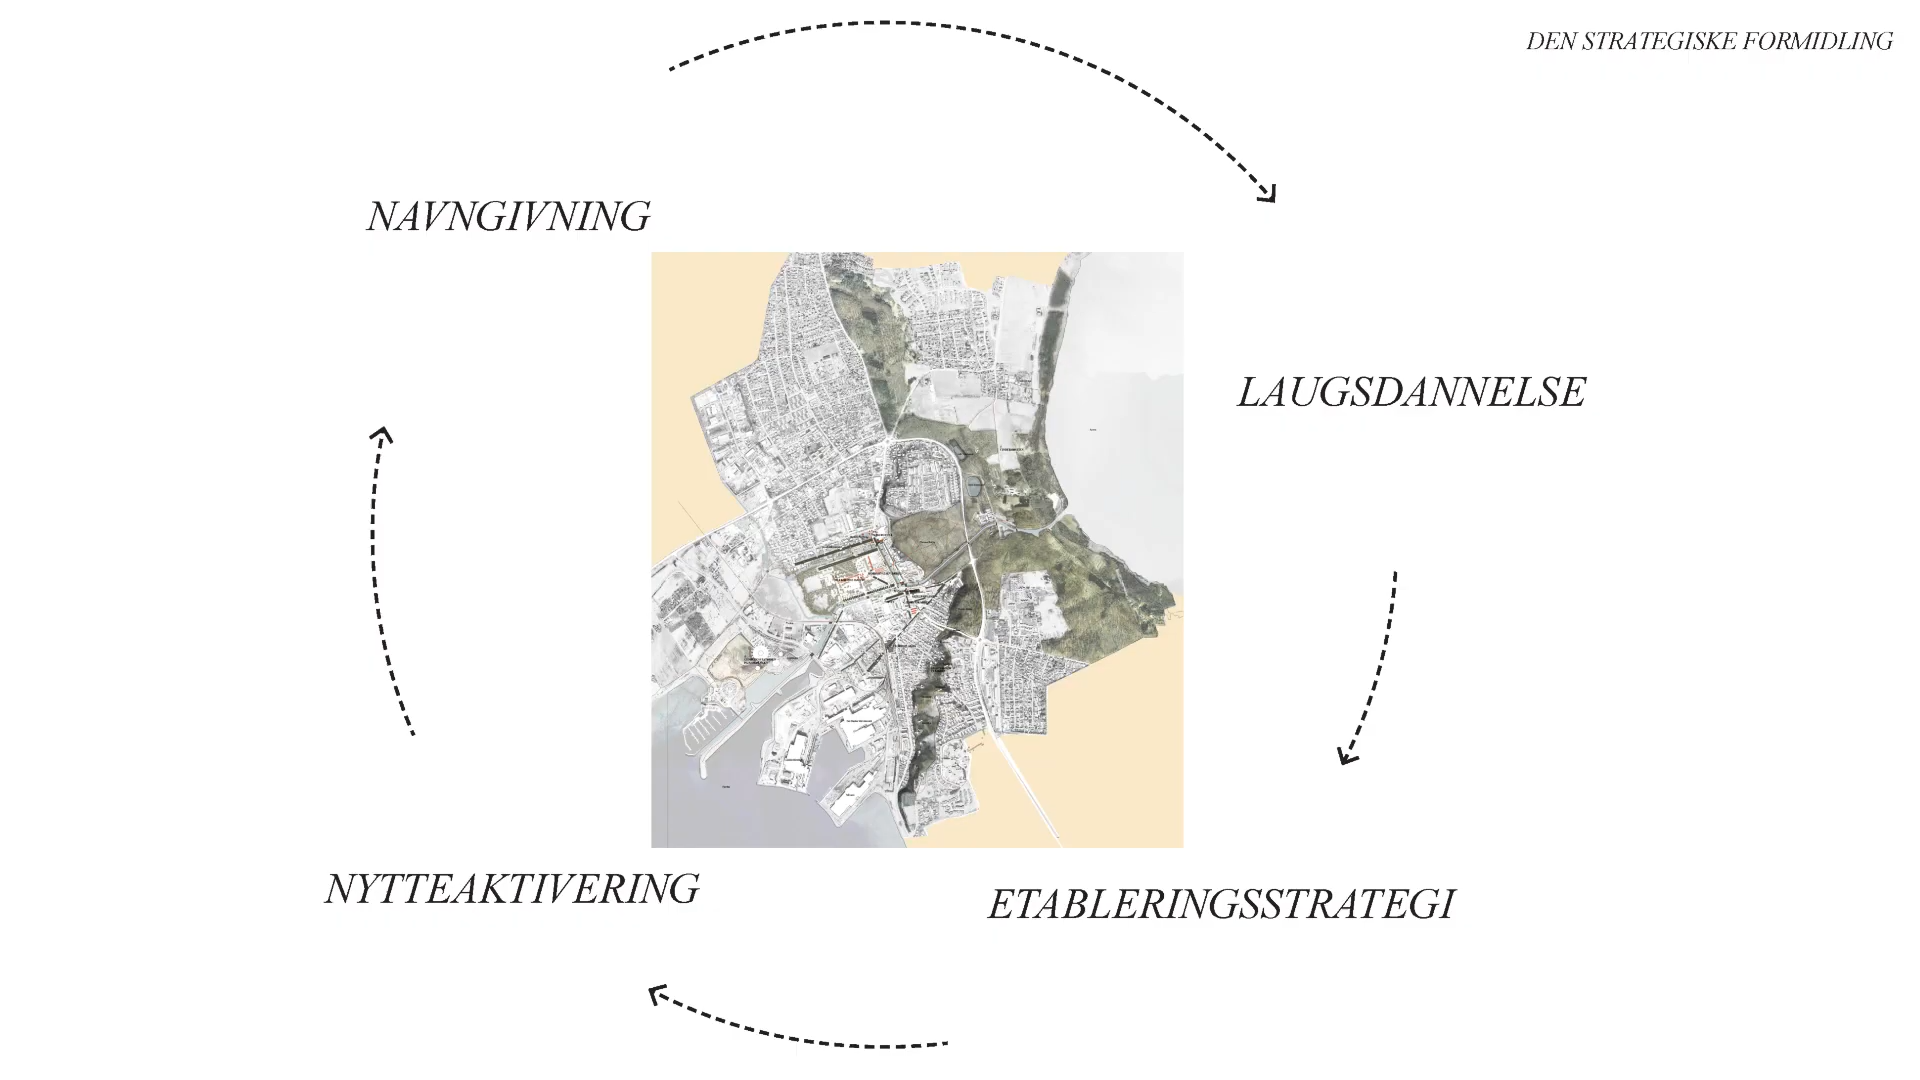 DEN STRATEGISKE FORMIDLING
NAVNGIVNING
LAUGSDANNELSE
NYTTEAKTIVERING
ETABLERINGSSTRATEGI